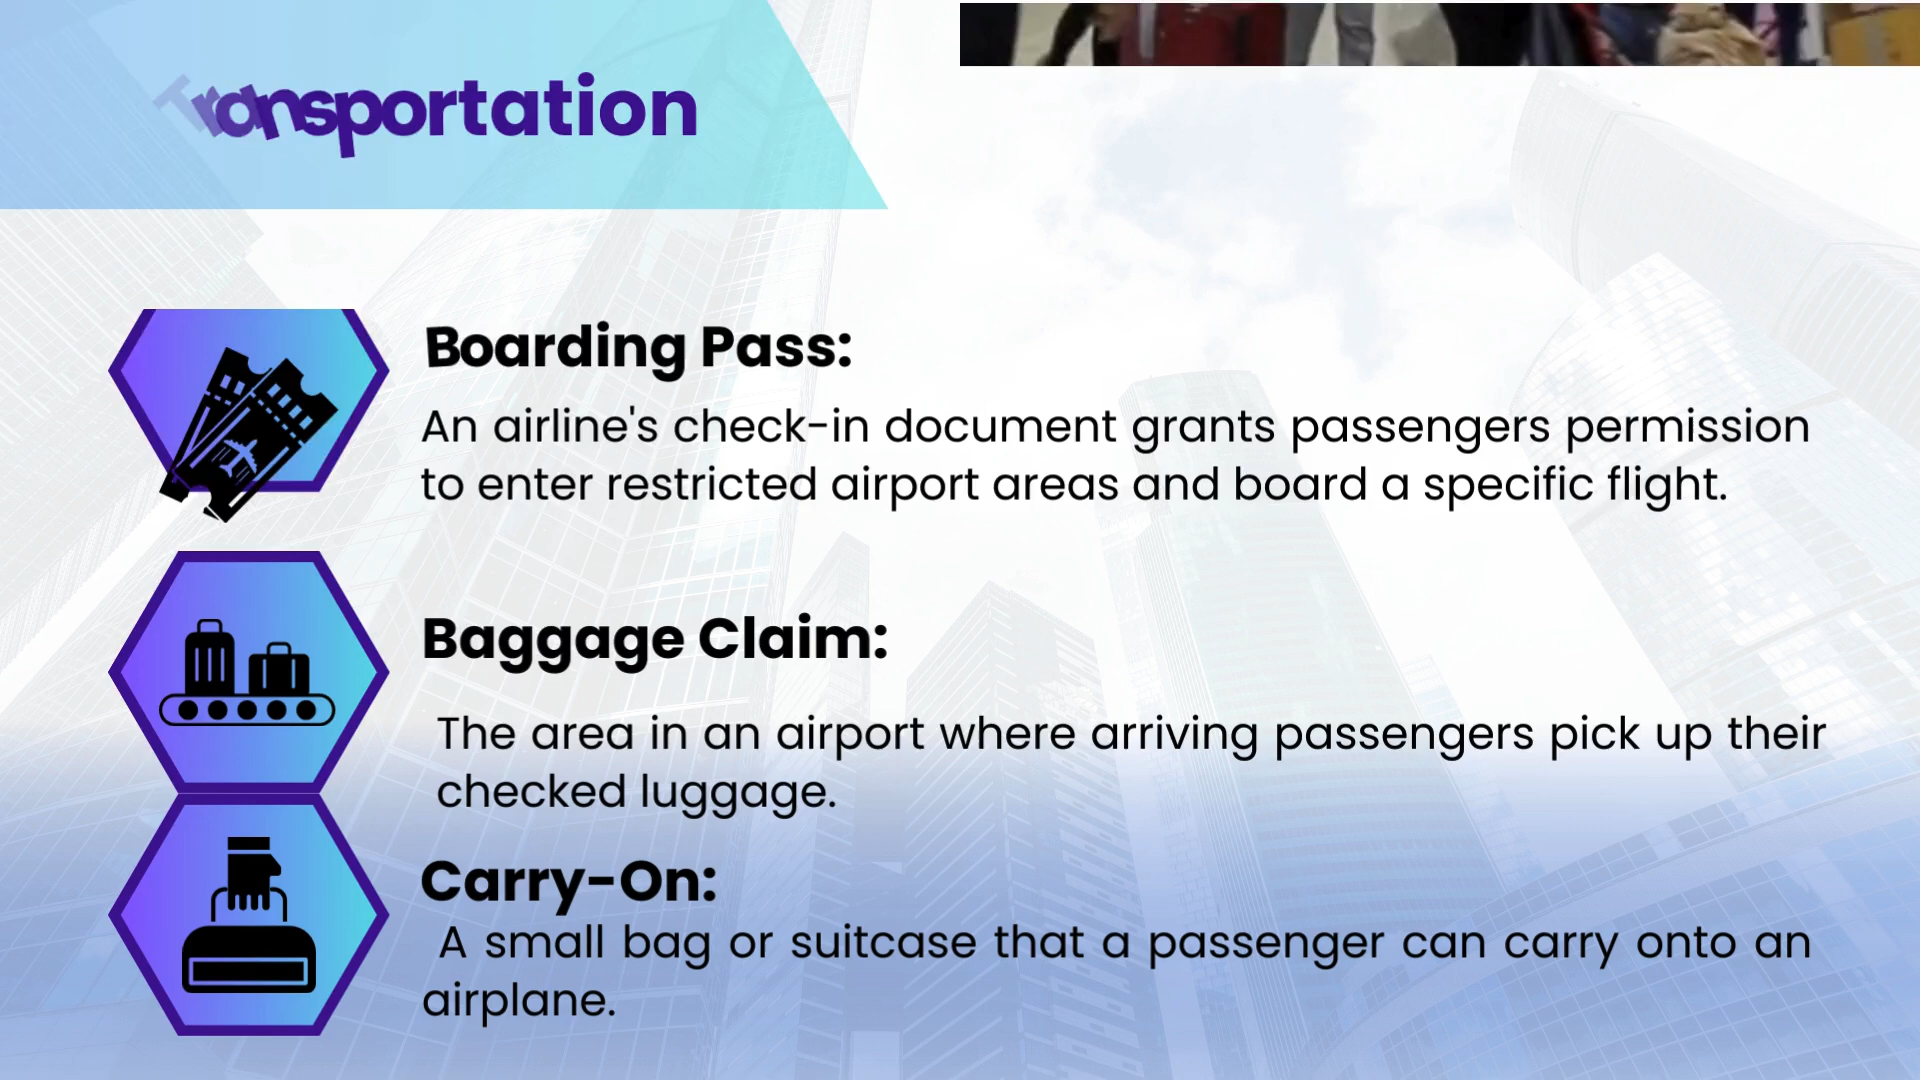 Transportation
Boarding Pass:
An airline's check-in document grants passengers permission
to enter restricted airport areas and board a specific flight.
Baggage Claim:
The area in an airport where arriving passengers pick up their
checked luggage.
Carry-On:
A small bag or suitcase that a passenger can carry onto an
airplane.